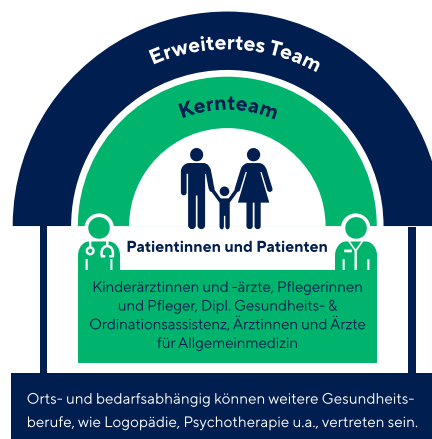 Erweitertes Team
Kernteam
Patientinnen und Patienten
Kinderärztinnen und -ärzte, Pflegerinnen
und Pfleger, Dipl. Gesundheits- &
Ordinationsassistenz, Ärztinnen und Ärzte
für Allgemeinmedizin
Orts- und bedarfsabhängig können weitere Gesundheits-
berufe, wie Logopädie, Psychotherapie u.a., vertreten sein.